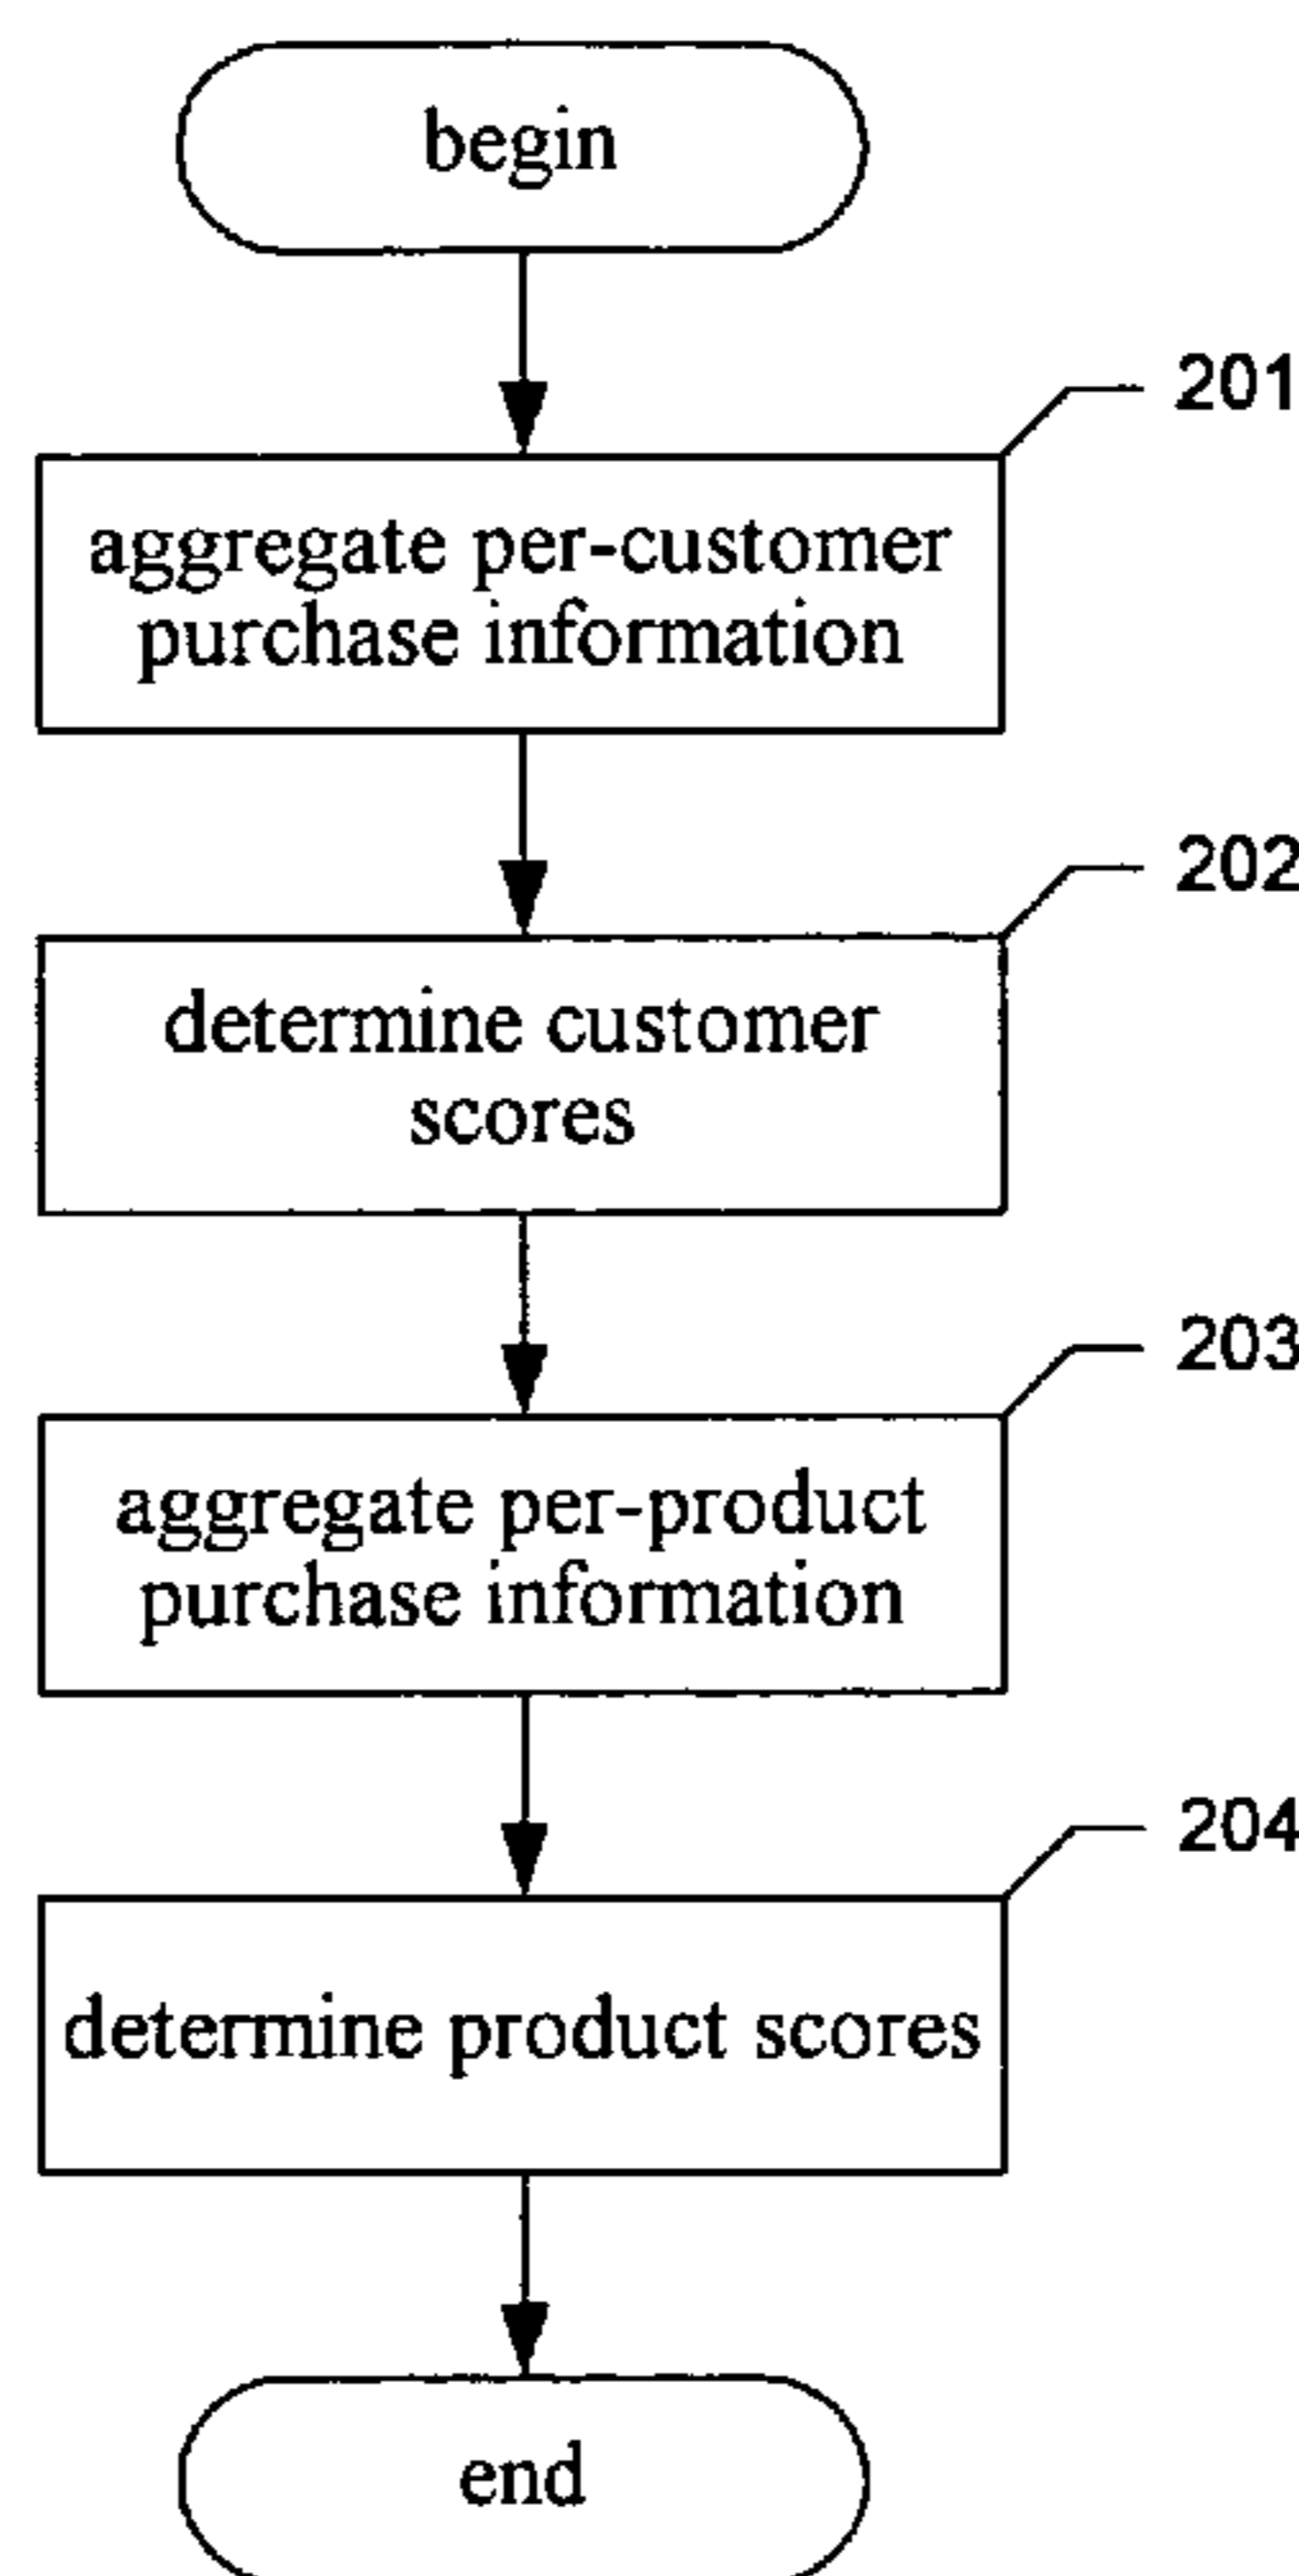 begin
201
aggregate per-customer
purchase information
202
determine customer
scores
203
aggregate per-product
purchase information
204
determine product scores
end